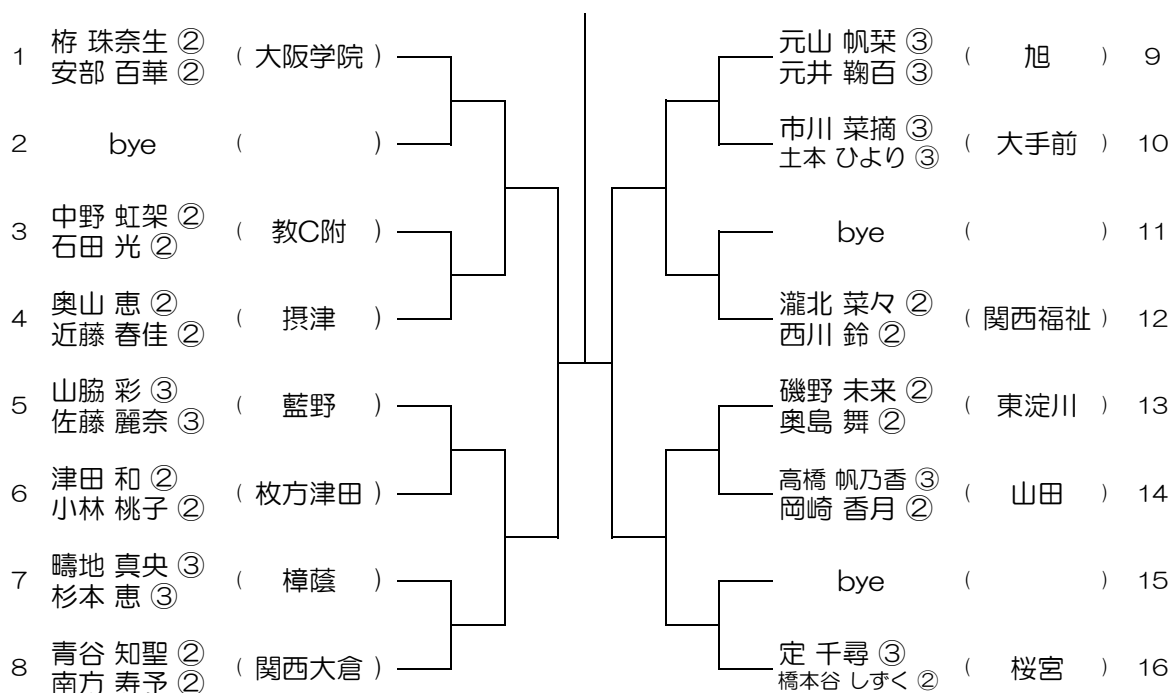 1 栫 珠奈生 ② ( 大阪学院 )
安部 百華 ②
2 bye ( )
3 中野 虹架 ② ( 教C附 )
石田 光 ②
4 奥山 恵 ② ( 摂津 )
近藤 春佳 ②
5 山脇 彩 ③ ( 藍野 )
佐藤 麗奈 ③
6 津田 和 ② ( 枚方津田 )
小林 桃子 ②
7 疇地 真央 ③ ( 樟蔭 )
杉本 恵 ③
8 青谷 知聖 ② ( 関西大倉 )
南方 寿予 ②
元山 帆栞 ③ ( 旭 ) 9
元井 鞠百 ③
市川 菜摘 ③ ( 大手前 ) 10
土本 ひより ③
bye ( ) 11
瀧北 菜々 ② ( 関西福祉 ) 12
西川 鈴 ②
磯野 未来 ② ( 東淀川 ) 13
奥島 舞 ②
高橋 帆乃香 ③ ( 山田 ) 14
岡崎 香月 ②
bye ( ) 15
定 千尋 ③ ( 桜宮 ) 16
橋本谷 しずく ②